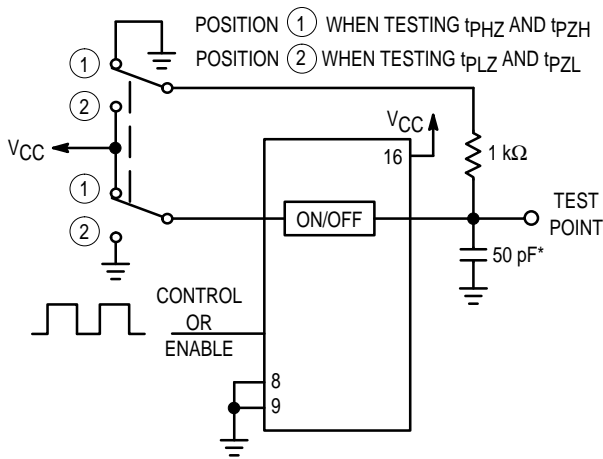 POSITION 1 WHEN TESTING tPHZ AND tPZH
POSITION 2 WHEN TESTING tPLZ AND tPZL
1
2
VCC
1
2
VCC
16
1 kΩ
ON/OFF
TEST
POINT
50 pF*
CONTROL
OR
ENABLE
8
9